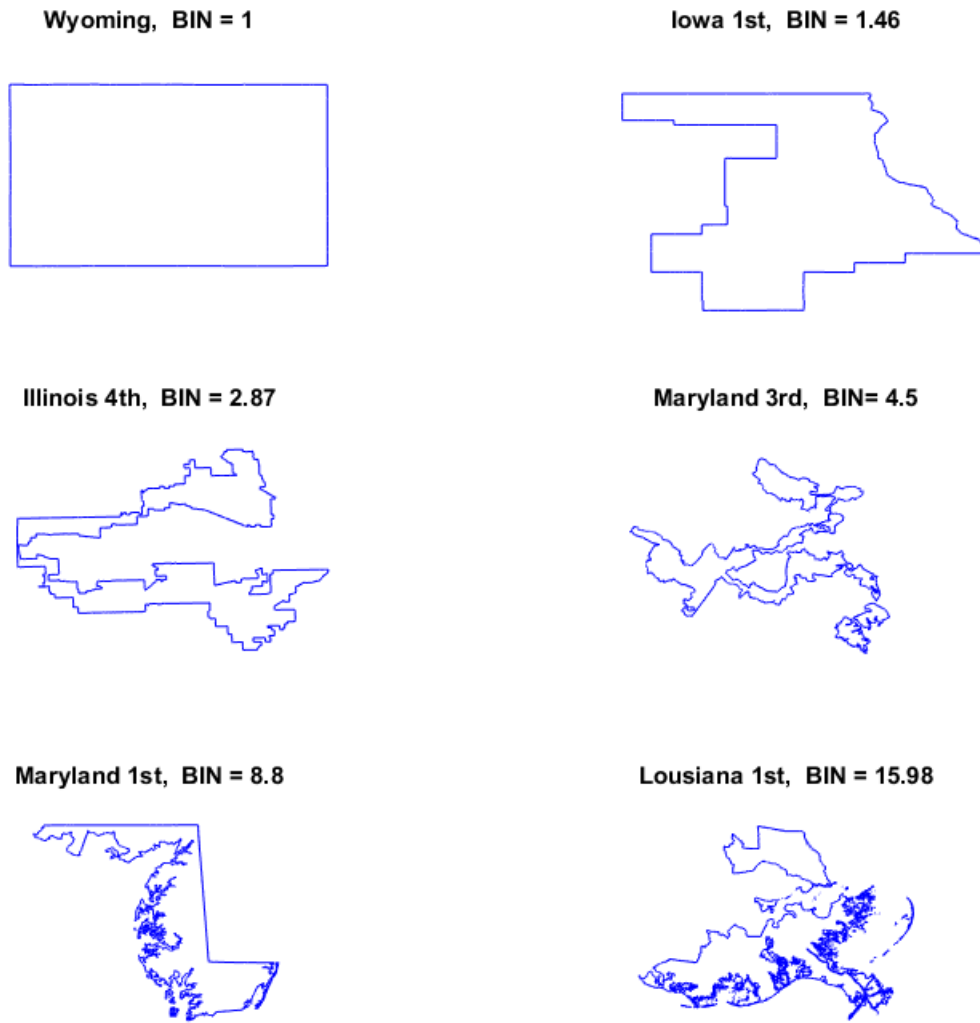 Wyoming, BIN = 1
Iowa 1st, BIN = 1.46
Illinois 4th, BIN = 2.87
Maryland 3rd, BIN= 4.5
Maryland 1st, BIN = 8.8
Lousiana 1st, BIN = 15.98